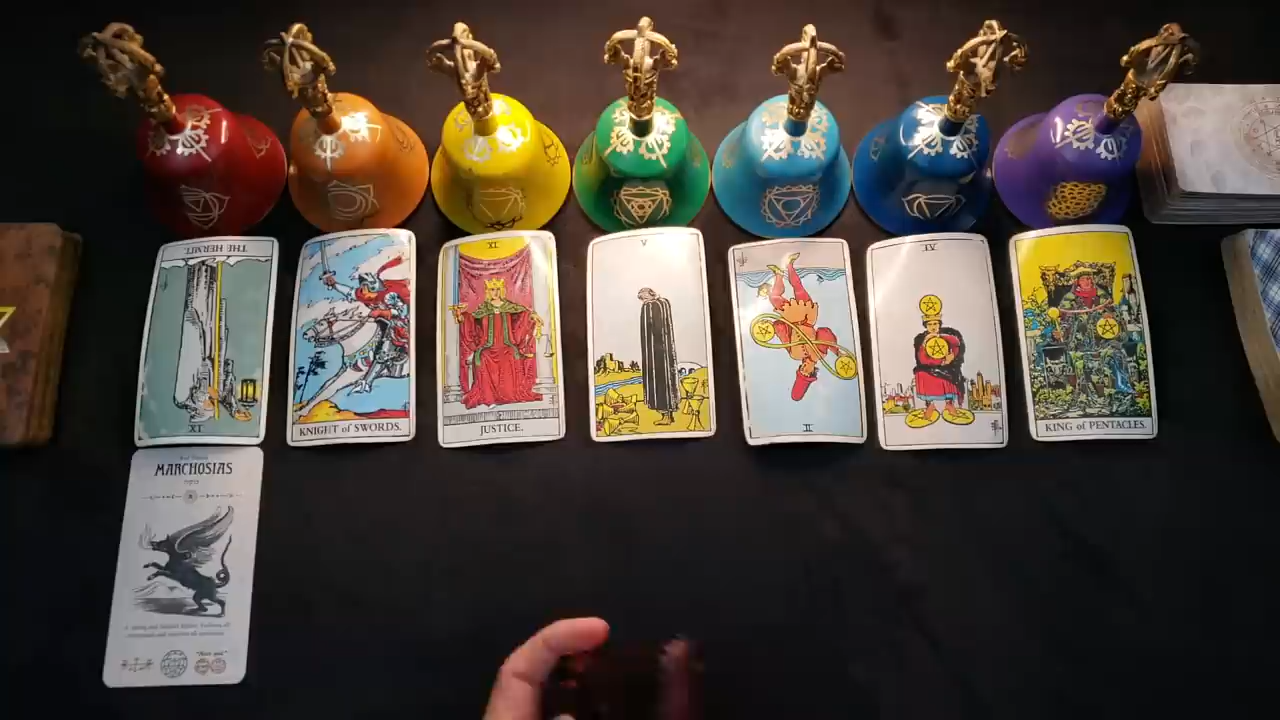 THE HERMIT.
IX
KNIGHT of SWORDS.
XI
JUSTICE.
V
II
IV
KING of PENTACLES.
MARCHOSIAS